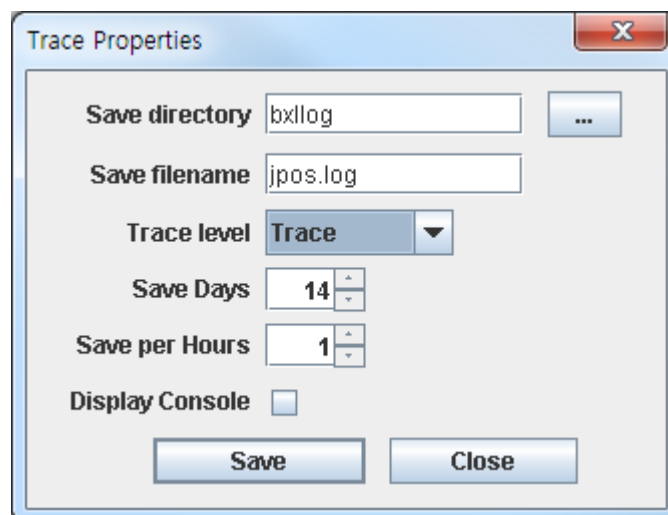 Trace Properties
X
Save directory bxllog ...
Save filename jpos.log
Trace level Trace
Save Days 14
Save per Hours 1
Display Console
Save Close